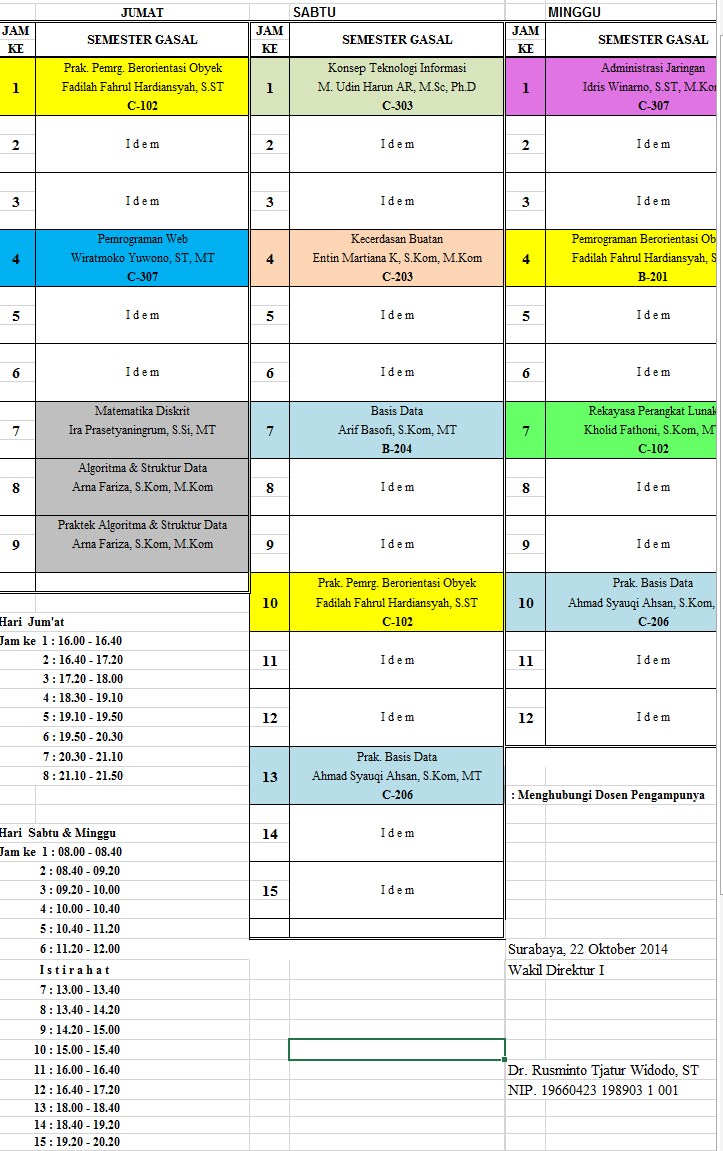 JUMAT
JAM
KE
SEMESTER GASAL
1
Prak. Pemrg. Berorientasi Obyek
Fadilah Fahrul Hardiansyah, S.ST
C-102
2
I d e m
3
I d e m
4
Pemrograman Web
Wiratmoko Yuwono, ST, MT
C-307
5
I d e m
6
I d e m
7
Matematika Diskrit
Ira Prasetyaningrum, S.Si, MT
8
Algoritma & Struktur Data
Arna Fariza, S.Kom, M.Kom
9
Praktek Algoritma & Struktur Data
Arna Fariza, S.Kom, M.Kom
Hari Jum'at
Jam ke 1 : 16.00 - 16.40
2 : 16.40 - 17.20
3 : 17.20 - 18.00
4 : 18.30 - 19.10
5 : 19.10 - 19.50
6 : 19.50 - 20.30
7 : 20.30 - 21.10
8 : 21.10 - 21.50
Hari Sabtu & Minggu
Jam ke 1 : 08.00 - 08.40
2 : 08.40 - 09.20
3 : 09.20 - 10.00
4 : 10.00 - 10.40
5 : 10.40 - 11.20
6 : 11.20 - 12.00
I s t i r a h a t
7 : 13.00 - 13.40
8 : 13.40 - 14.20
9 : 14.20 - 15.00
10 : 15.00 - 15.40
11 : 16.00 - 16.40
12 : 16.40 - 17.20
13 : 18.00 - 18.40
14 : 18.40 - 19.20
15 : 19.20 - 20.20
SABTU
JAM
KE
SEMESTER GASAL
1
Konsep Teknologi Informasi
M. Udin Harun AR, M.Sc, Ph.D
C-303
2
I d e m
3
I d e m
4
Kecerdasan Buatan
Entin Martiana K, S.Kom, M.Kom
C-203
5
I d e m
6
I d e m
7
Basis Data
Arif Basofi, S.Kom, MT
B-204
8
I d e m
9
I d e m
10
Prak. Pemrg. Berorientasi Obyek
Fadilah Fahrul Hardiansyah, S.ST
C-102
11
I d e m
12
I d e m
13
Prak. Basis Data
Ahmad Syauqi Ahsan, S.Kom, MT
C-206
14
I d e m
15
I d e m
MINGGU
JAM
KE
SEMESTER GASAL
1
Administrasi Jaringan
Idris Winarno, S.ST, M.Ko
C-307
2
I d e m
3
I d e m
4
Pemrograman Berorientasi Ob
Fadilah Fahrul Hardiansyah, S
B-201
5
I d e m
6
I d e m
7
Rekayasa Perangkat Lunak
Kholid Fathoni, S.Kom, M
C-102
8
I d e m
9
I d e m
10
Prak. Basis Data
Ahmad Syauqi Ahsan, S.Kom,
C-206
11
I d e m
12
I d e m
: Menghubungi Dosen Pengampunya
Surabaya, 22 Oktober 2014
Wakil Direktur I
Dr. Rusminto Tjatur Widodo, ST
NIP. 19660423 198903 1 001